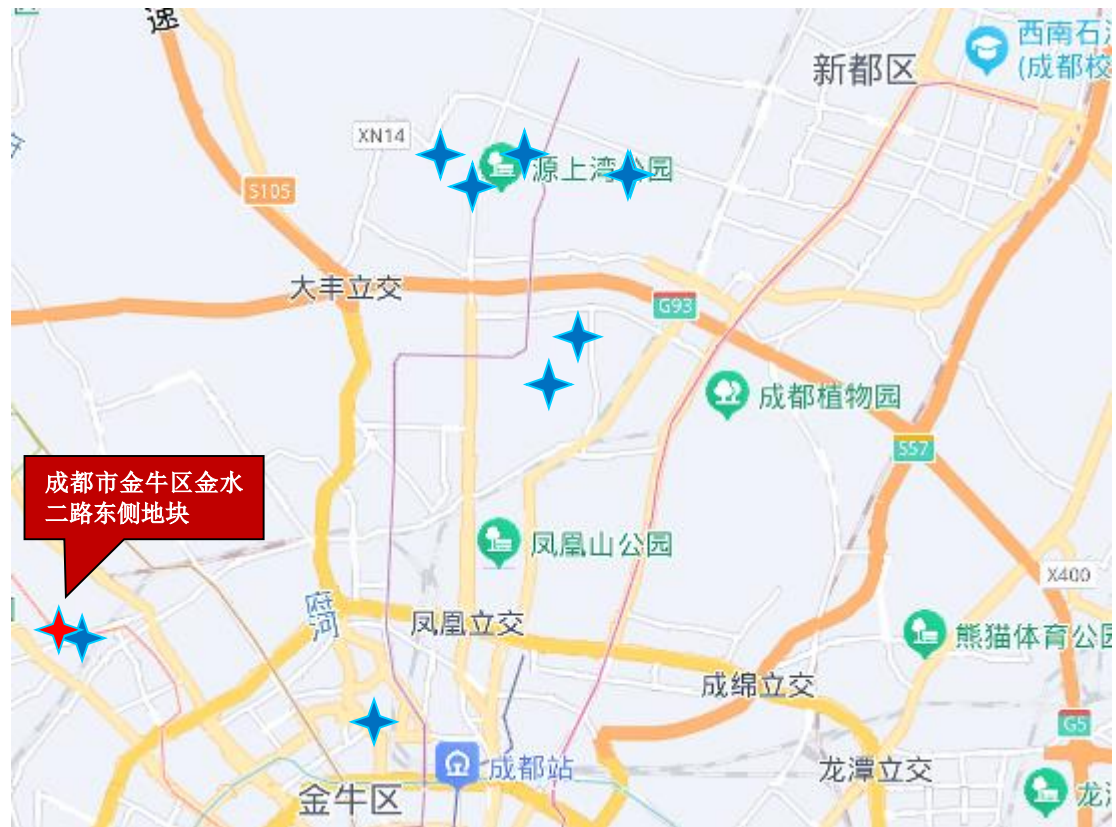 速
西南石油
(成都校
新都区
XN14
源上湾公园
S105
大丰立交
G93
成都植物园
S57
成都市金牛区金水
二路东侧地块
凤凰山公园
X400
府
河
凤凰立交
熊猫体育公园
成绵立交
G5
成都站
龙潭立交
金牛区
龙